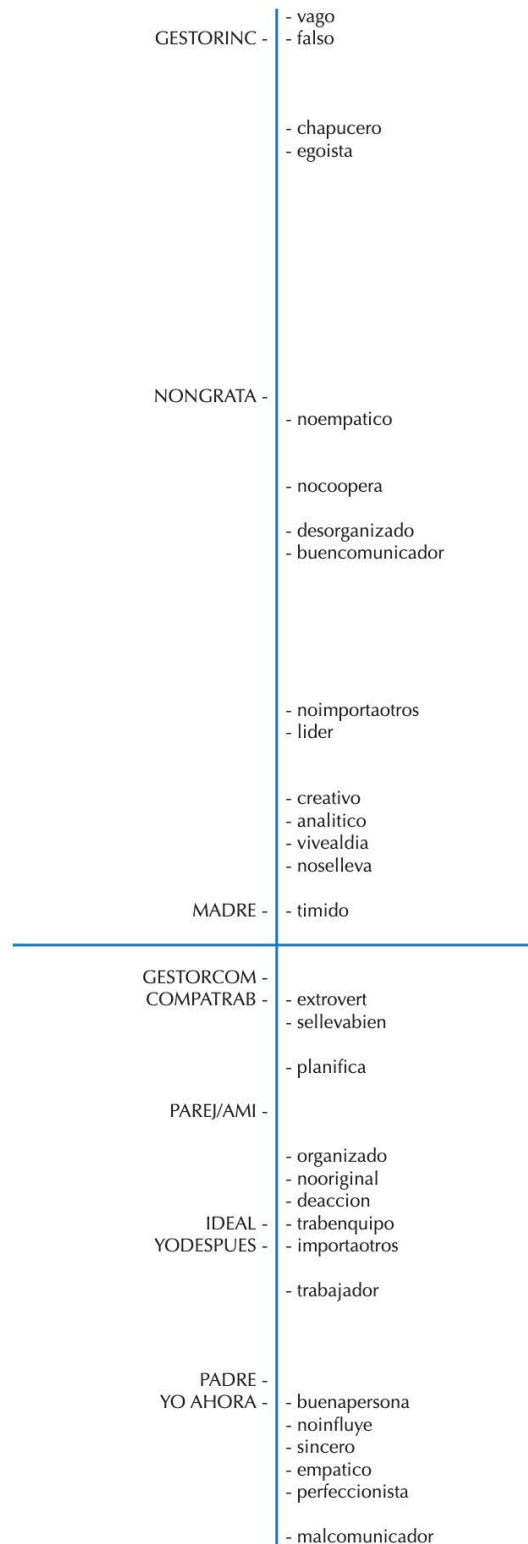 - vago
GESTORINC - - falso
- chapucero
- egoista
NONGRATA -
- noempatico
- nocoopera
- desorganizado
- buencomunicador
- noimportaotros
- lider
- creativo
- analitico
- vivealdia
- noselleva
MADRE - - timido
GESTORCOM -
COMPATRAB - - extrovert
- sellevabien
- planifica
PAREJ/AMI -
- organizado
- nooriginal
- deaccion
IDEAL - - trabenquipo
YODESPUES - - importaotros
- trabajador
PADRE -
YO AHORA - - buenapersona
- noinfluye
- sincero
- empatico
- perfeccionista
- malcomunicador